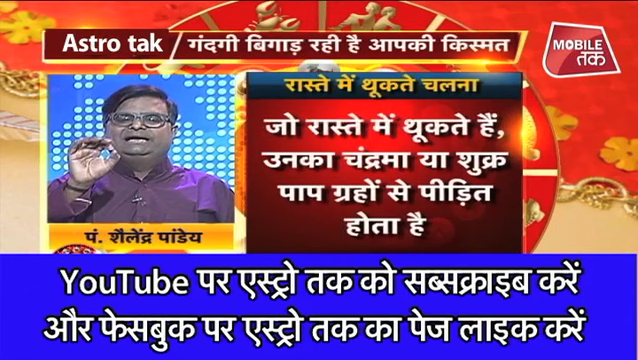 Astro tak
गंदगी बिगाड़ रही है आपकी किस्मत
MOBILE
तक
रास्ते में थूकते चलना
जो रास्ते में थूकते हैं,
उनका चंद्रमा या शुक्र
पाप ग्रहों से पीड़ित
होता है
पं. शैलेंद्र पांडेय
YouTube पर एस्ट्रो तक को सब्सक्राइब करें
और फेसबुक पर एस्ट्रो तक का पेज लाइक करें